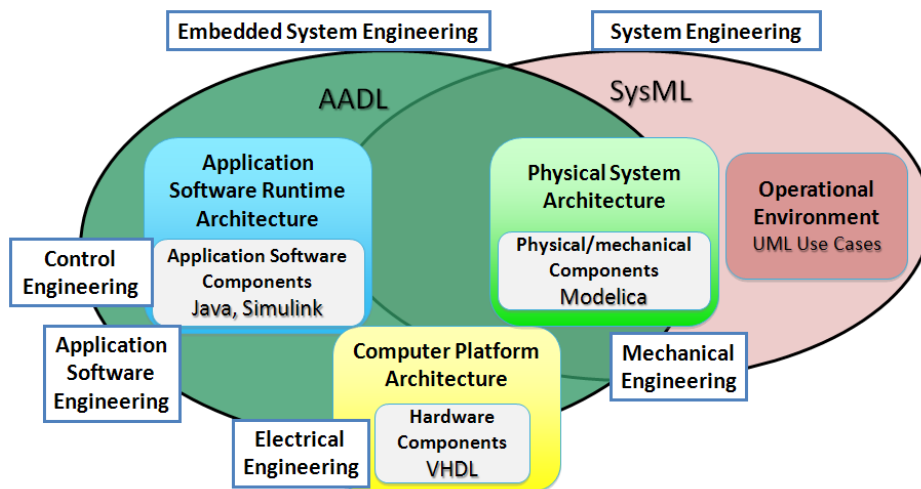 Embedded System Engineering
System Engineering
AADL
SysML
Application
Software Runtime
Architecture
Application Software
Components
Java, Simulink
Physical System
Architecture
Physical/mechanical
Components
Modelica
Operational
Environment
UML Use Cases
Control
Engineering
Application
Software
Engineering
Computer Platform
Architecture
Hardware
Components
VHDL
Mechanical
Engineering
Electrical
Engineering